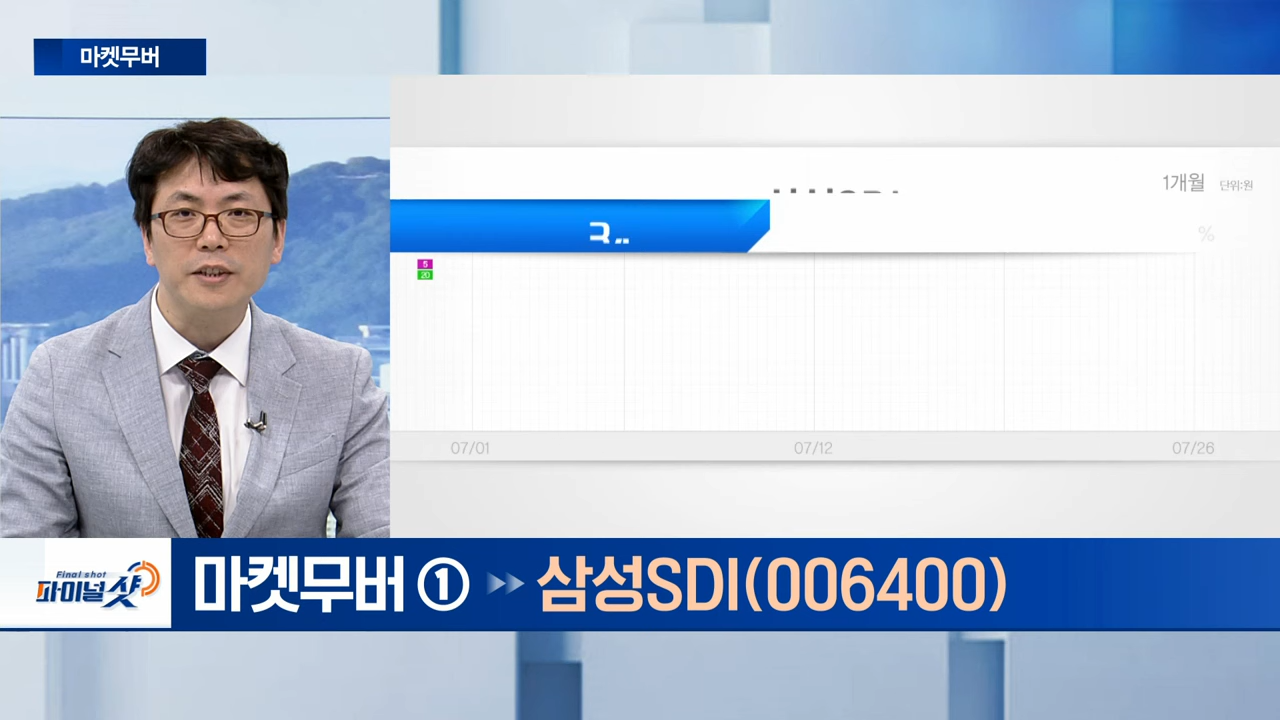 마켓무버
1개월 단위:원
%
5
20
07/01 07/12 07/26
Final shot
파이널샷
마켓무버 ① 삼성SDI(006400)